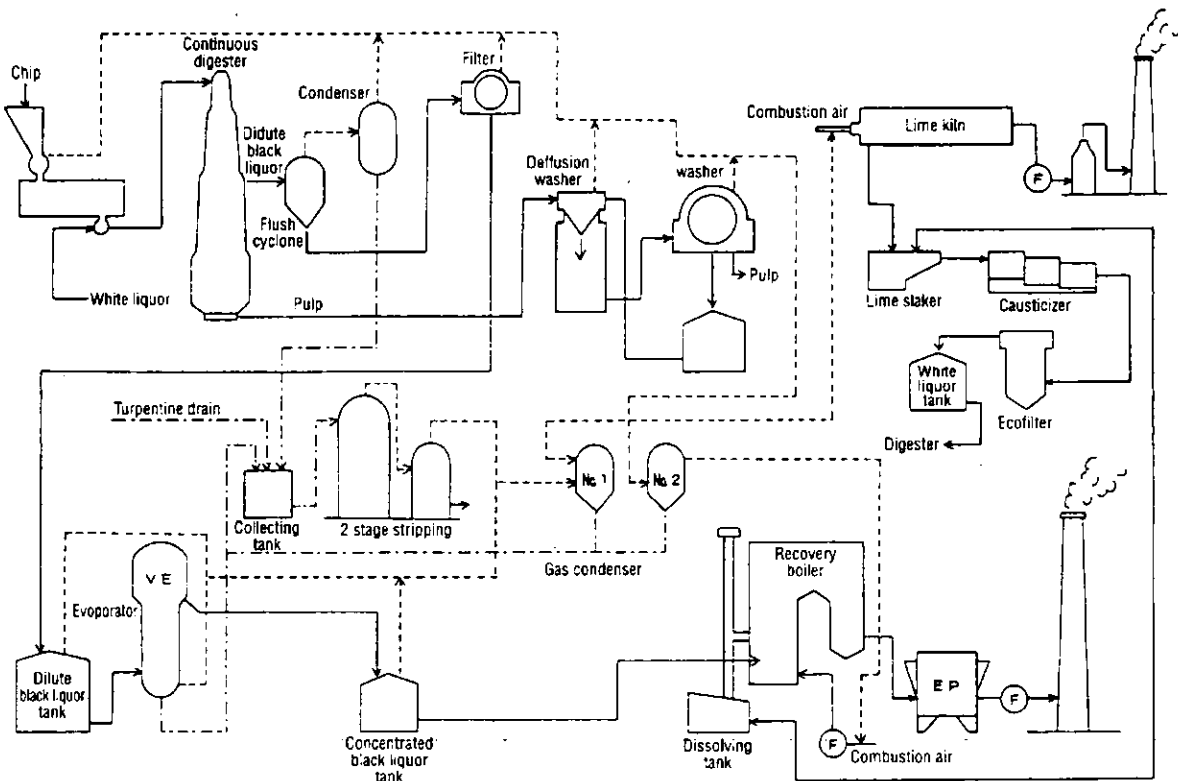 Continuous
digester
Chip
Filter
Condenser
Combustion air
Lime kiln
Didute
black
liquor
Deffusion
washer
washer
F
Flush
cyclone
Pulp
White liquor
Pulp
Lime slaker
Causticizer
White
liquor
tank
Turpentine drain
Ecofilter
Digester
No 1
No 2
Collecting
tank
2 stage stripping
Gas condenser
Recovery
boiler
V E
Evoporator
Dilute
black liquor
tank
E P
F
F
Combustion air
Concentrated
black liquor
tank
Dissolving
tank